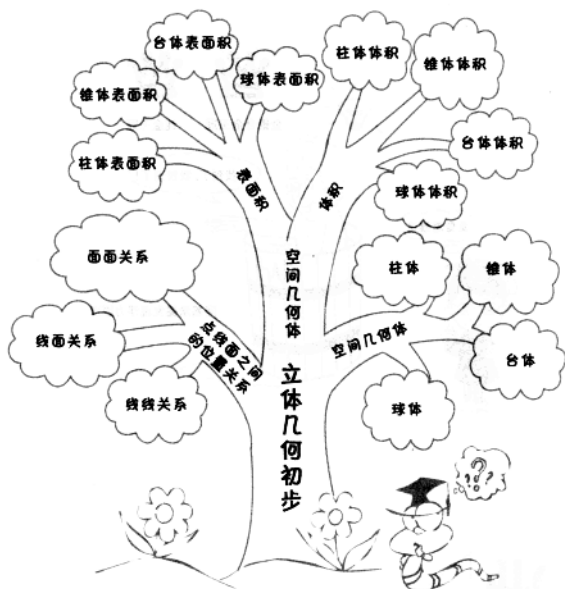 台体表面积
柱体体积
锥体体积
球体表面积
锥体表面积
台体体积
柱体表面积
表面积
体积
球体体积
面面关系
空间几何体
柱体
锥体
线面关系
点线面之间
的位置关系
空间几何体
台体
线线关系
球体
立体几何初步
???